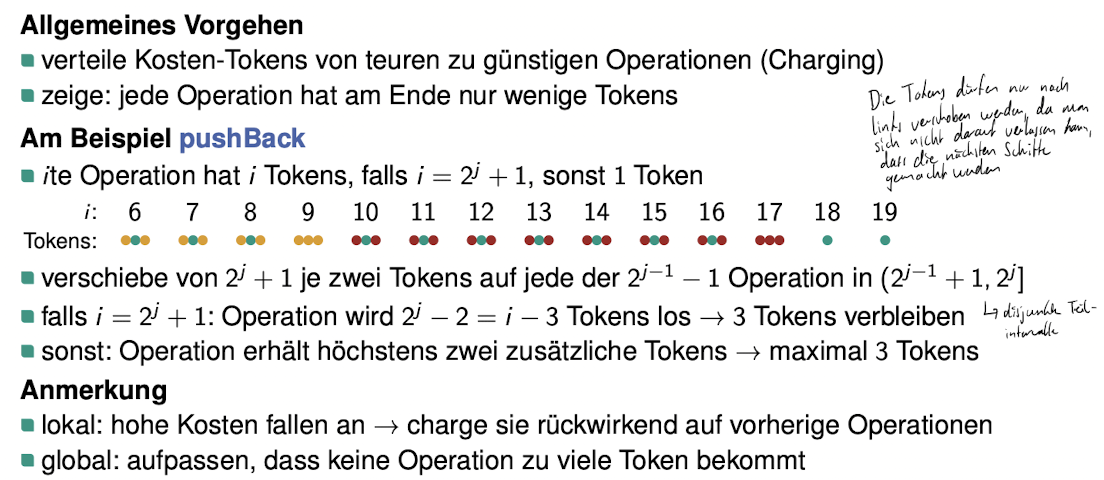 Allgemeines Vorgehen
verteile Kosten-Tokens von teuren zu günstigen Operationen (Charging)
zeige: jede Operation hat am Ende nur wenige Tokens
Die Tokens dürfen nur nach
links verschoben werden, da man
sich nicht darauf verlassen kann,
dass die nächsten Schritte
gemacht werden
Am Beispiel pushBack
ite Operation hat i Tokens, falls i = 2^j + 1, sonst 1 Token
i: 6 7 8 9 10 11 12 13 14 15 16 17 18 19
Tokens:
verschiebe von 2^j + 1 je zwei Tokens auf jede der 2^{j−1} − 1 Operation in (2^{j−1} + 1, 2^j]
falls i = 2^j + 1: Operation wird 2^j − 2 = i − 3 Tokens los → 3 Tokens verbleiben
↳ disjunkte Teil-
intervalle
sonst: Operation erhält höchstens zwei zusätzliche Tokens → maximal 3 Tokens
Anmerkung
lokal: hohe Kosten fallen an → charge sie rückwirkend auf vorherige Operationen
global: aufpassen, dass keine Operation zu viele Token bekommt